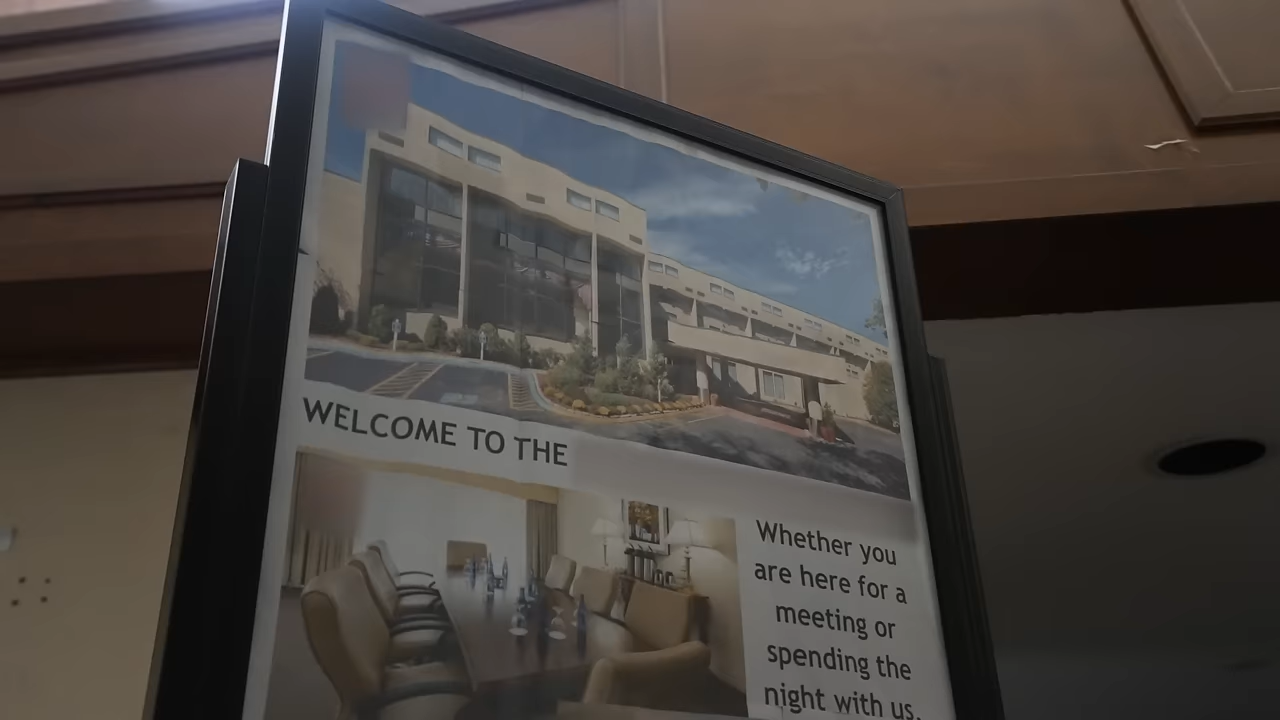 WELCOME TO THE
Whether you
are here for a
meeting or
spending the
night with us,